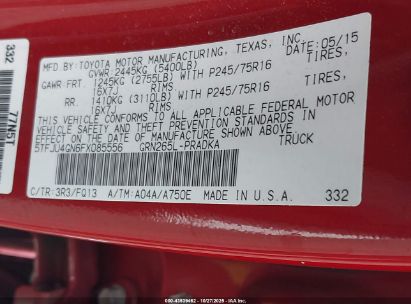 MFD BY: TOYOTA MOTOR MANUFACTURING, TEXAS, INC.
DATE: 05/15
GVWR 2445KG (5400LB)
GAWR-FRT. 1245KG (2755LB) WITH P245/75R16 TIRES,
16X7J RIMS
RR. 1410KG (3110LB) WITH P245/75R16 TIRES,
16X7J RIMS
THIS VEHICLE CONFORMS TO ALL APPLICABLE FEDERAL MOTOR
VEHICLE SAFETY STANDARDS IN EFFECT ON THE DATE OF
MANUFACTURE SHOWN ABOVE.
5TFJU4GN6FX085556 GRN265L-PRADKA TRUCK
C/TR: 3R3/FQ13 A/TM: A04A/A750E MADE IN U.S.A. 332
332 77NST